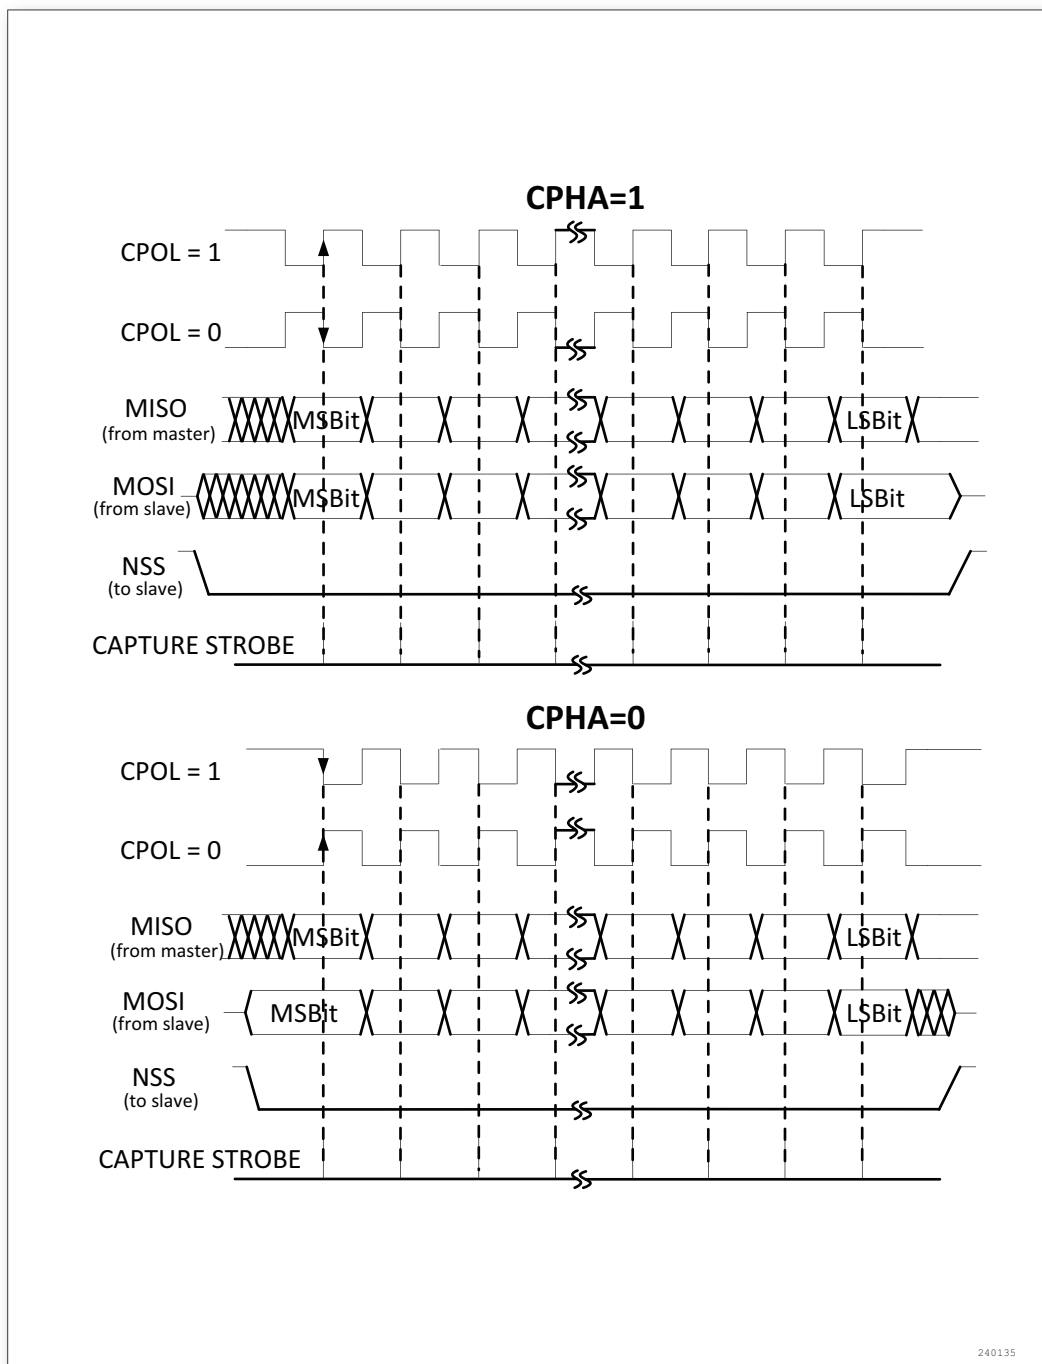 CPHA=1
CPOL = 1
CPOL = 0
MISO
(from master)
MSBit
LSBit
MOSI
(from slave)
MSBit
LSBit
NSS
(to slave)
CAPTURE STROBE
CPHA=0
CPOL = 1
CPOL = 0
MISO
(from master)
MSBit
LSBit
MOSI
(from slave)
MSBit
LSBit
NSS
(to slave)
CAPTURE STROBE
240135